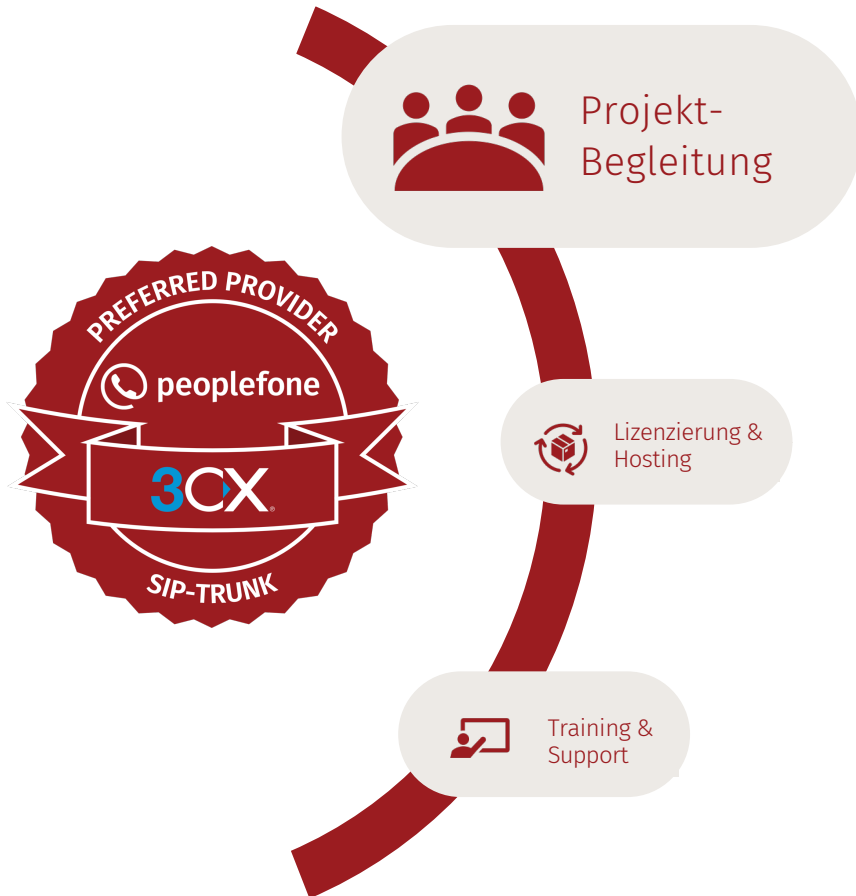 Projekt-
Begleitung
PREFERRED PROVIDER
peoplefone
3CX®
SIP-TRUNK
Lizenzierung &
Hosting
Training &
Support